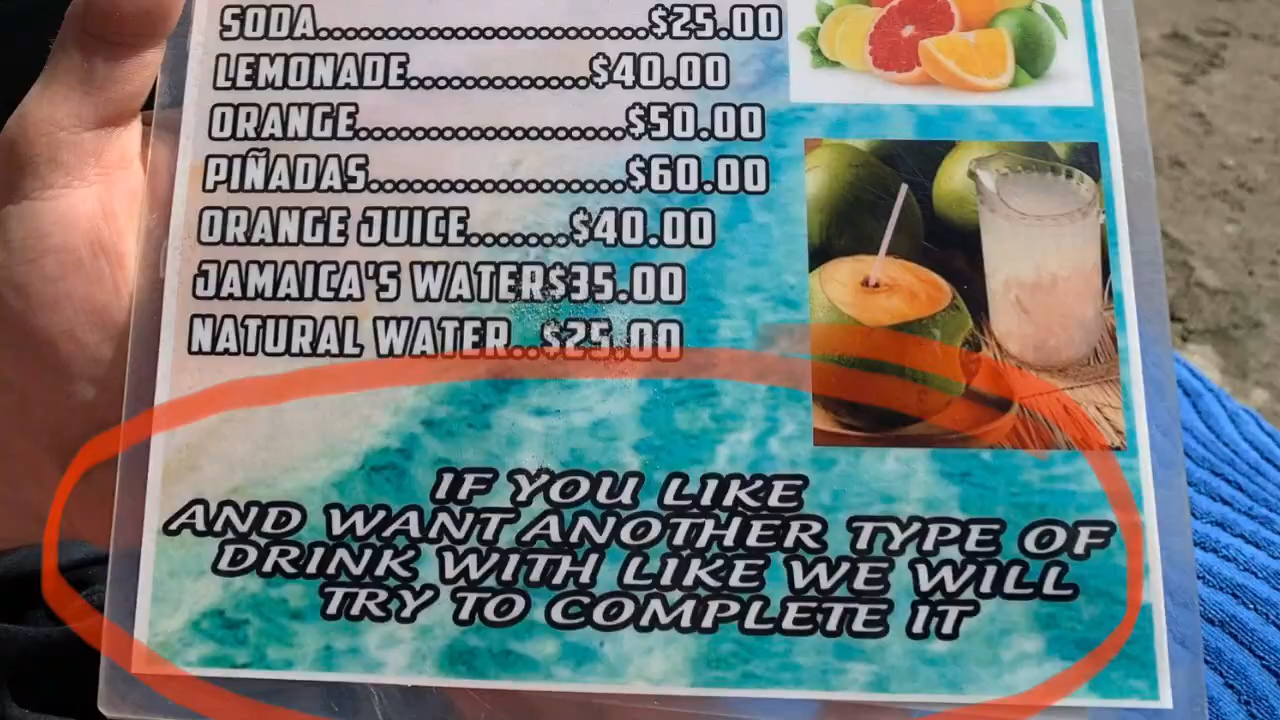 SODA.........................$25.00
LEMONADE.............$40.00
ORANGE....................$50.00
PIÑADAS...................$60.00
ORANGE JUICE.......$40.00
JAMAICA'S WATER$35.00
NATURAL WATER..$25.00
IF YOU LIKE
AND WANT ANOTHER TYPE OF
DRINK WITH LIKE WE WILL
TRY TO COMPLETE IT